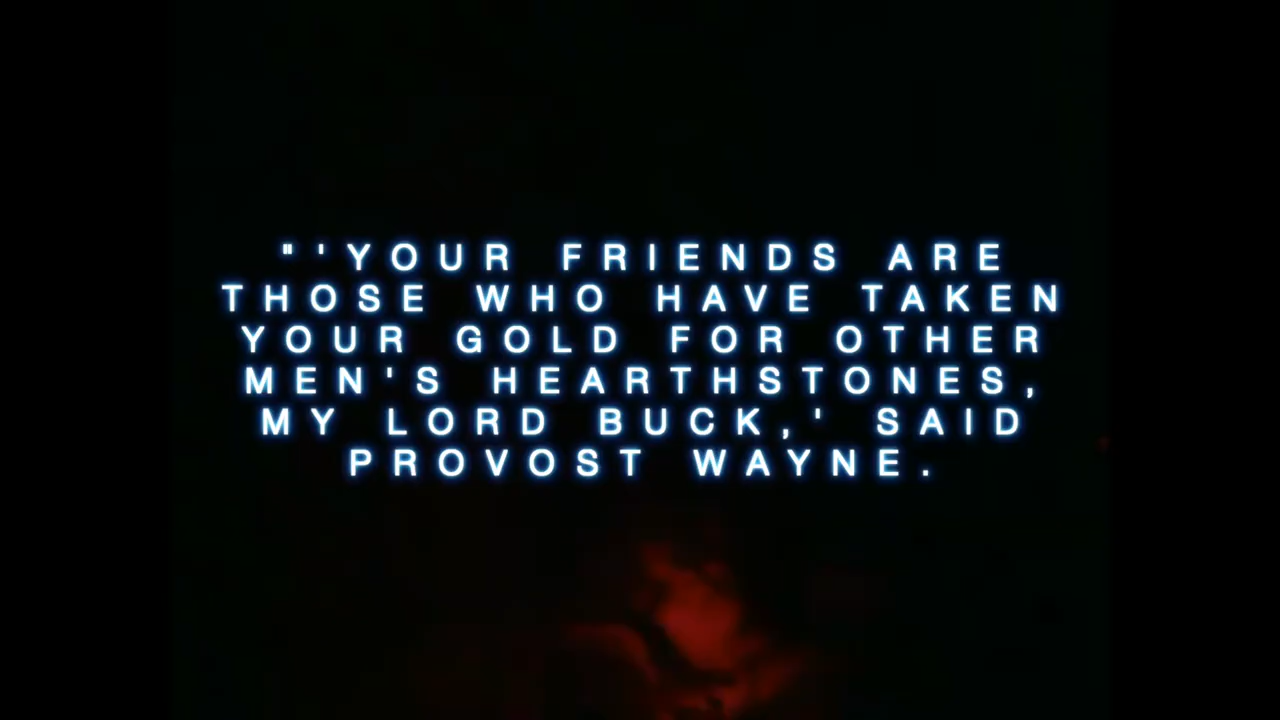 "'YOUR FRIENDS ARE
THOSE WHO HAVE TAKEN
YOUR GOLD FOR OTHER
MEN'S HEARTHSTONES,
MY LORD BUCK,' SAID
PROVOST WAYNE.